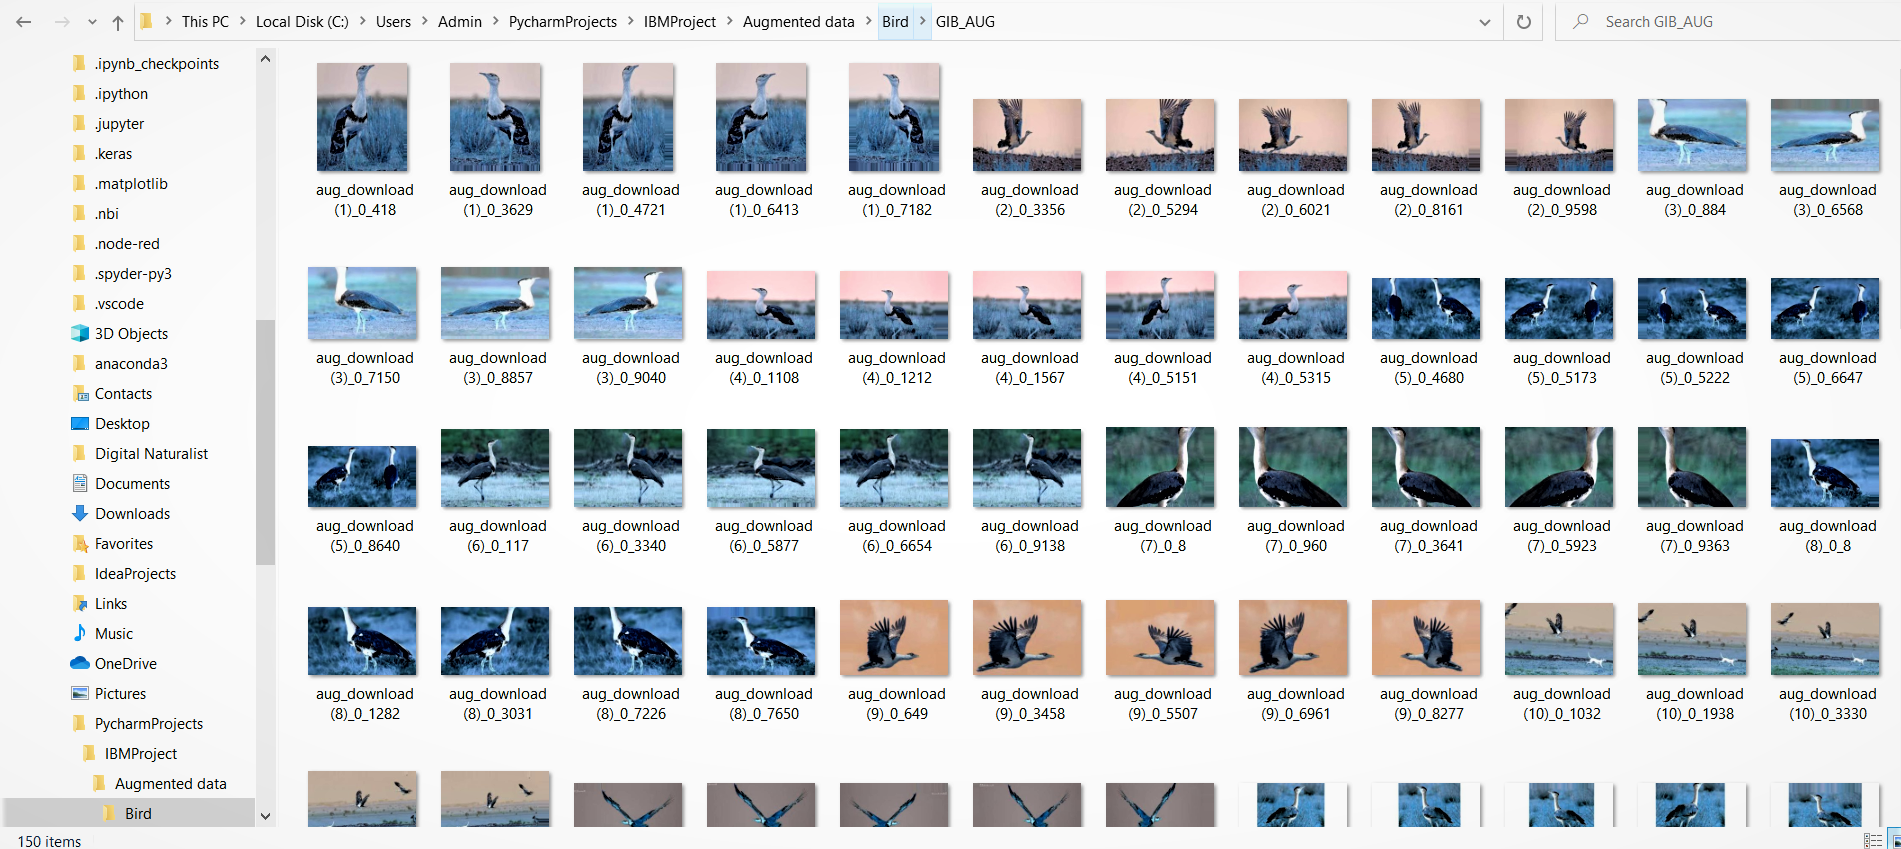 This PC > Local Disk (C:) > Users > Admin > PycharmProjects > IBMProject > Augmented data > Bird > GIB_AUG
Search GIB_AUG
.ipynb_checkpoints
.ipython
.jupyter
.keras
.matplotlib
.nbi
.node-red
.spyder-py3
.vscode
3D Objects
anaconda3
Contacts
Desktop
Digital Naturalist
Documents
Downloads
Favorites
IdeaProjects
Links
Music
OneDrive
Pictures
PycharmProjects
IBMProject
Augmented data
Bird
aug_download (1)_0_418
aug_download (1)_0_3629
aug_download (1)_0_4721
aug_download (1)_0_6413
aug_download (1)_0_7182
aug_download (2)_0_3356
aug_download (2)_0_5294
aug_download (2)_0_6021
aug_download (2)_0_8161
aug_download (2)_0_9598
aug_download (3)_0_884
aug_download (3)_0_6568
aug_download (3)_0_7150
aug_download (3)_0_8857
aug_download (3)_0_9040
aug_download (4)_0_1108
aug_download (4)_0_1212
aug_download (4)_0_1567
aug_download (4)_0_5151
aug_download (4)_0_5315
aug_download (5)_0_4680
aug_download (5)_0_5173
aug_download (5)_0_5222
aug_download (5)_0_6647
aug_download (5)_0_8640
aug_download (6)_0_117
aug_download (6)_0_3340
aug_download (6)_0_5877
aug_download (6)_0_6654
aug_download (6)_0_9138
aug_download (7)_0_8
aug_download (7)_0_960
aug_download (7)_0_3641
aug_download (7)_0_5923
aug_download (7)_0_9363
aug_download (8)_0_8
aug_download (8)_0_1282
aug_download (8)_0_3031
aug_download (8)_0_7226
aug_download (8)_0_7650
aug_download (9)_0_649
aug_download (9)_0_3458
aug_download (9)_0_5507
aug_download (9)_0_6961
aug_download (9)_0_8277
aug_download (10)_0_1032
aug_download (10)_0_1938
aug_download (10)_0_3330
150 items